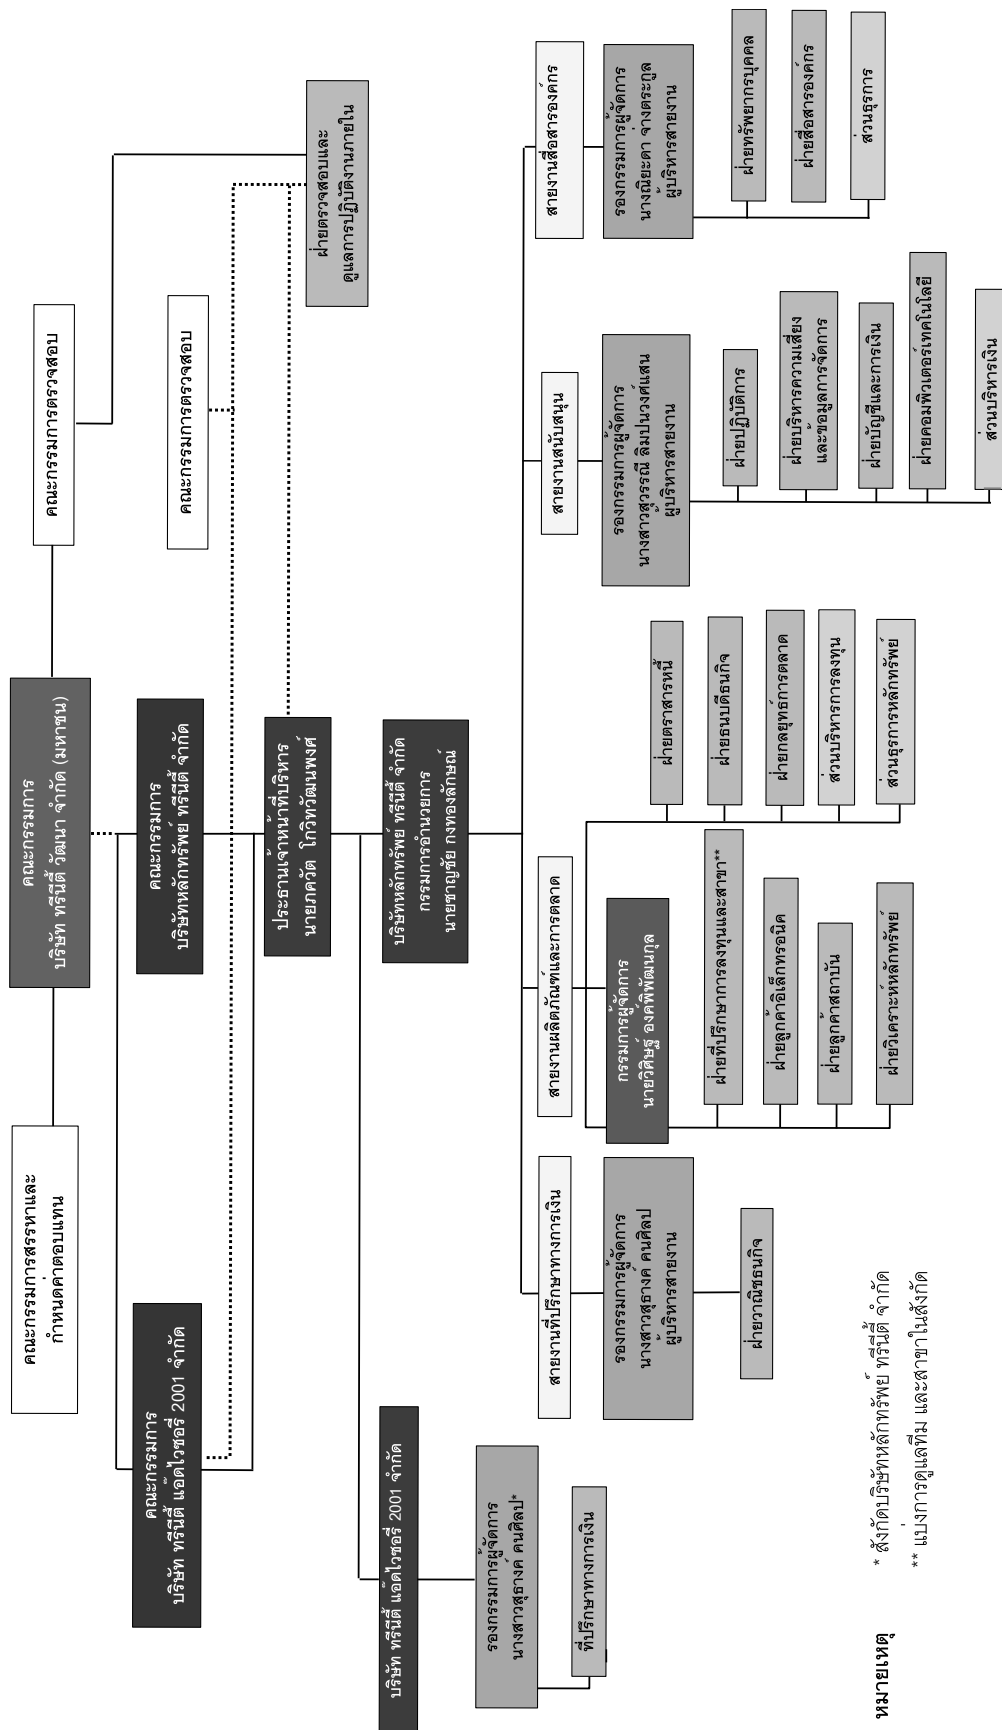 คณะกรรมการ
บริษัท ทรีนีตี้ วัฒนา จำกัด (มหาชน)
คณะกรรมการสรรหาและ
กำหนดค่าตอบแทน
คณะกรรมการตรวจสอบ
คณะกรรมการ
บริษัท ทรีนีตี้ แอ๊ดไวซอรี่ 2001 จำกัด
คณะกรรมการ
บริษัทหลักทรัพย์ ทรีนีตี้ จำกัด
คณะกรรมการตรวจสอบ
ประธานเจ้าหน้าที่บริหาร
นายภควัต โกวิทวัฒนพงศ์
ฝ่ายตรวจสอบและ
ดูแลการปฏิบัติงานภายใน
บริษัท ทรีนีตี้ แอ๊ดไวซอรี่ 2001 จำกัด
บริษัทหลักทรัพย์ ทรีนีตี้ จำกัด
กรรมการอำนวยการ
นายชาญชัย กงทองลักษณ์
รองกรรมการผู้จัดการ
นางสาวสุธางค์ คนศิลป*
ที่ปรึกษาทางการเงิน
สายงานที่ปรึกษาทางการเงิน
รองกรรมการผู้จัดการ
นางสาวสุธางค์ คนศิลป
ผู้บริหารสายงาน
ฝ่ายวาณิชธนกิจ
สายงานผลิตภัณฑ์และการตลาด
กรรมการผู้จัดการ
นายวิศิษฐ์ องค์พิพัฒนกุล
ฝ่ายที่ปรึกษาการลงทุนและสาขา**
ฝ่ายลูกค้าอิเล็กทรอนิค
ฝ่ายลูกค้าสถาบัน
ฝ่ายวิเคราะห์หลักทรัพย์
ฝ่ายตราสารหนี้
ฝ่ายธนบดีธนกิจ
ฝ่ายกลยุทธ์การตลาด
ส่วนบริหารการลงทุน
ส่วนธุรการหลักทรัพย์
สายงานสนับสนุน
รองกรรมการผู้จัดการ
นางสาวสุวรรณี ลิมปนวงศ์แสน
ผู้บริหารสายงาน
ฝ่ายปฏิบัติการ
ฝ่ายบริหารความเสี่ยง
และข้อมูลการจัดการ
ฝ่ายบัญชีและการเงิน
ฝ่ายคอมพิวเตอร์เทคโนโลยี
ส่วนบริหารเงิน
สายงานสื่อสารองค์กร
รองกรรมการผู้จัดการ
นางณิยะดา จ่างตระกูล
ผู้บริหารสายงาน
ฝ่ายทรัพยากรบุคคล
ฝ่ายสื่อสารองค์กร
ส่วนธุรการ
หมายเหตุ
* สังกัดบริษัทหลักทรัพย์ ทรีนีตี้ จำกัด
** แบ่งการดูแลทีม และสาขาในสังกัด